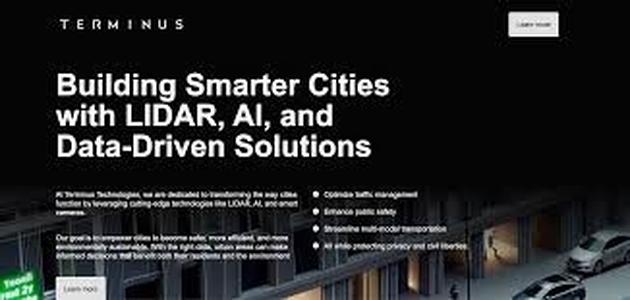 TERMINUS
Learn more
Building Smarter Cities
with LIDAR, AI, and
Data-Driven Solutions
At Terminus Technologies, we are dedicated to transforming the way cities
function by leveraging cutting-edge technologies like LIDAR, AI, and smart
cameras.
Optimize traffic management
Enhance public safety
Streamline multi-modal transportation
All while protecting privacy and civil liberties.
Our goal is to empower cities to become safer, more efficient, and more
environmentally sustainable. With the right data, urban areas can make
informed decisions that benefit both their residents and the environment
Learn more